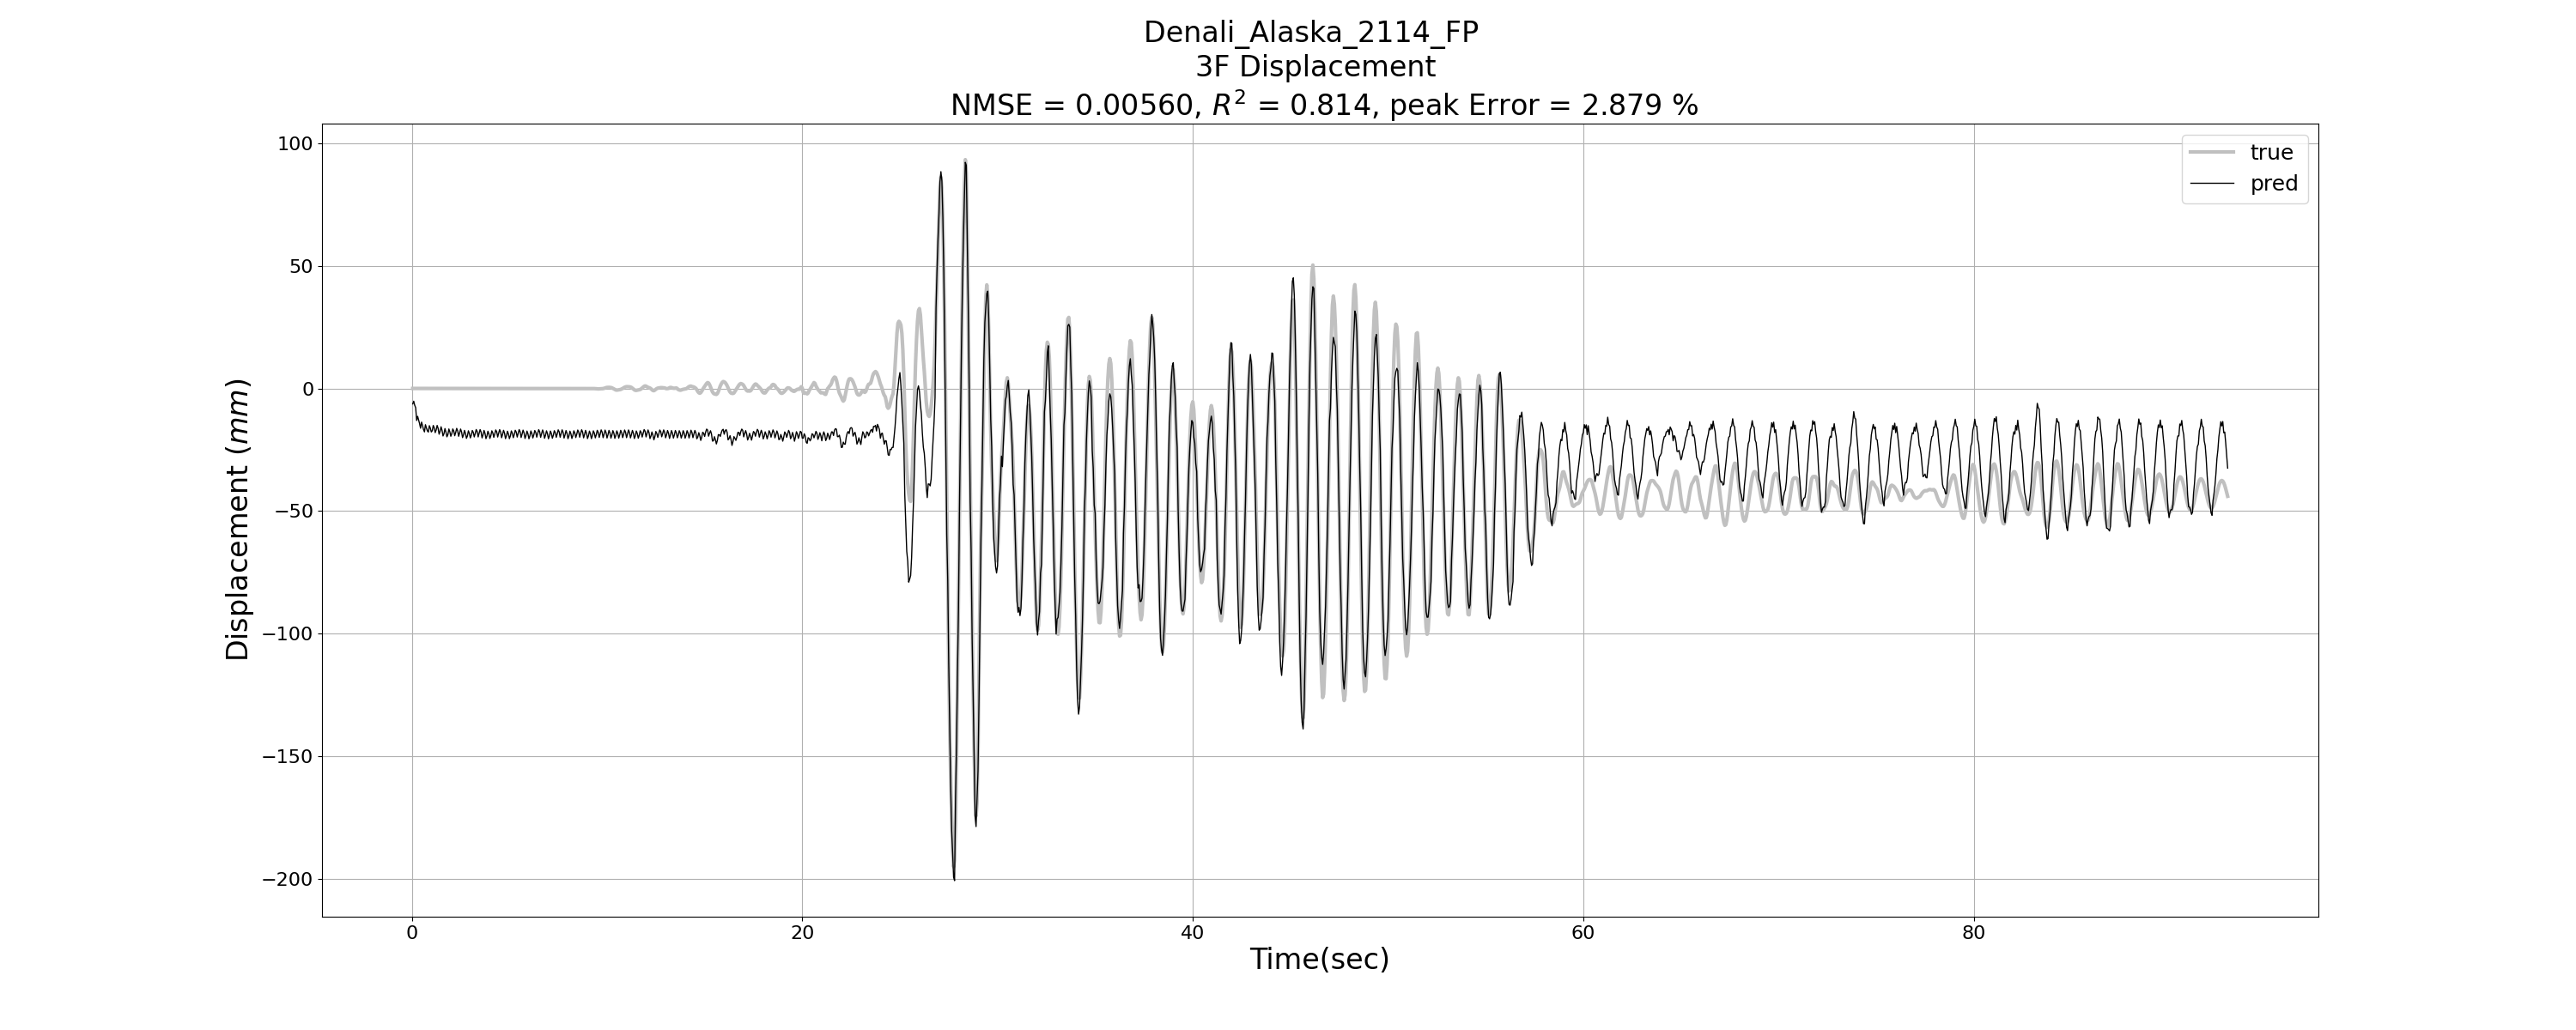 Denali_Alaska_2114_FP
3F Displacement
NMSE = 0.00560, R² = 0.814, peak Error = 2.879 %
true
pred
100
50
0
−50
−100
−150
−200
Displacement (mm)
0 20 40 60 80
Time(sec)